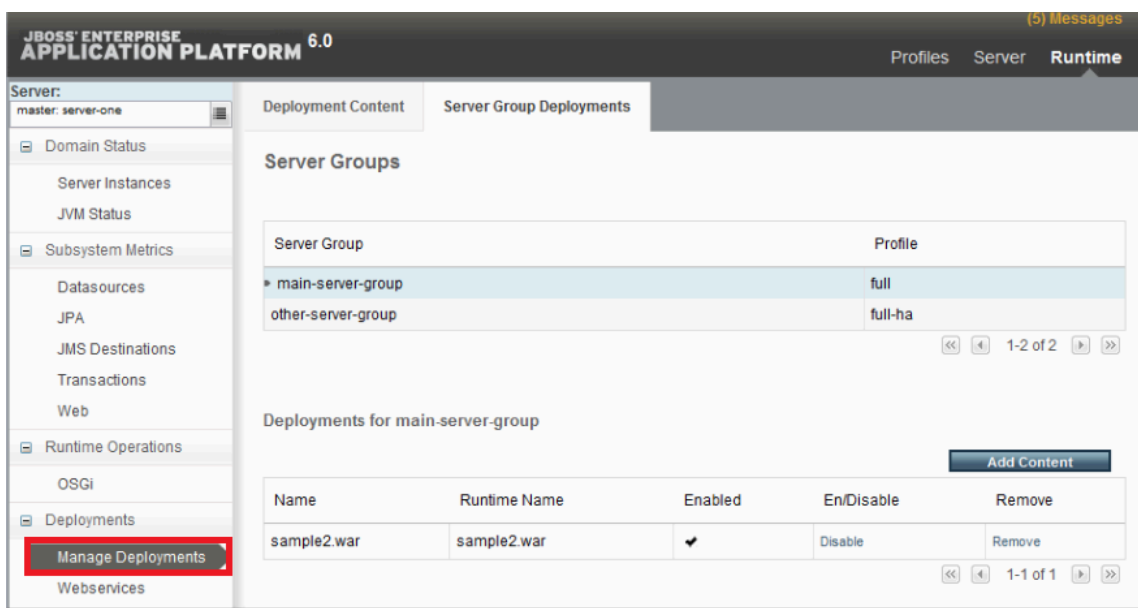 (5) Messages
JBOSS' ENTERPRISE
APPLICATION PLATFORM 6.0
Profiles Server Runtime
Server:
master: server-one
Domain Status
Server Instances
JVM Status
Subsystem Metrics
Datasources
JPA
JMS Destinations
Transactions
Web
Runtime Operations
OSGi
Deployments
Manage Deployments
Webservices
Deployment Content Server Group Deployments
Server Groups
Server Group Profile
main-server-group full
other-server-group full-ha
1-2 of 2
Deployments for main-server-group
Add Content
Name Runtime Name Enabled En/Disable Remove
sample2.war sample2.war ✔ Disable Remove
1-1 of 1